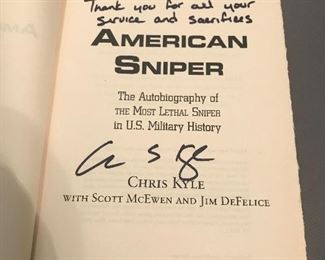 Thank you for all your
service and sacrifices
AMERICAN
SNIPER
The Autobiography of
THE MOST LETHAL SNIPER
in U.S. Military History
CHRIS KYLE
WITH SCOTT MCEWEN AND JIM DEFELICE